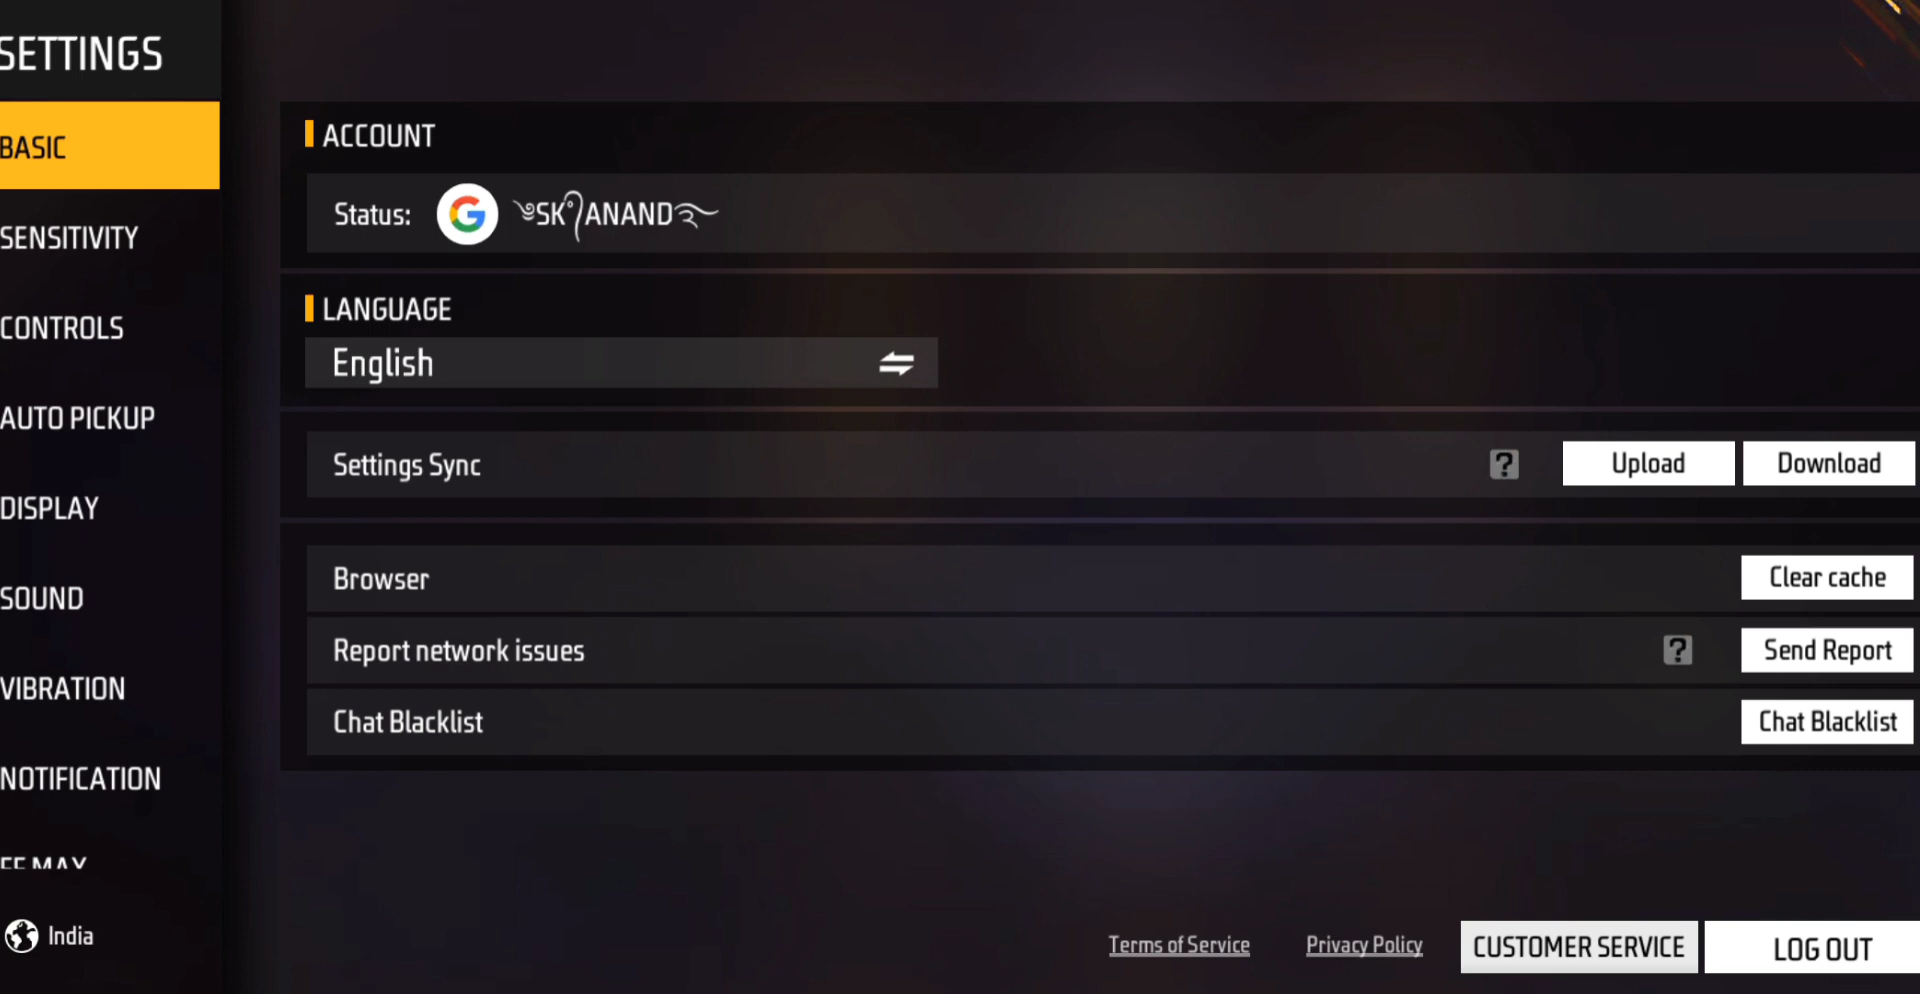 SETTINGS
BASIC
SENSITIVITY
CONTROLS
AUTO PICKUP
DISPLAY
SOUND
VIBRATION
NOTIFICATION
FF MAX
India
ACCOUNT
Status: ༄SK°᭄ANAND࿐
LANGUAGE
English
Settings Sync ? Upload Download
Browser Clear cache
Report network issues ? Send Report
Chat Blacklist Chat Blacklist
Terms of Service Privacy Policy CUSTOMER SERVICE LOG OUT